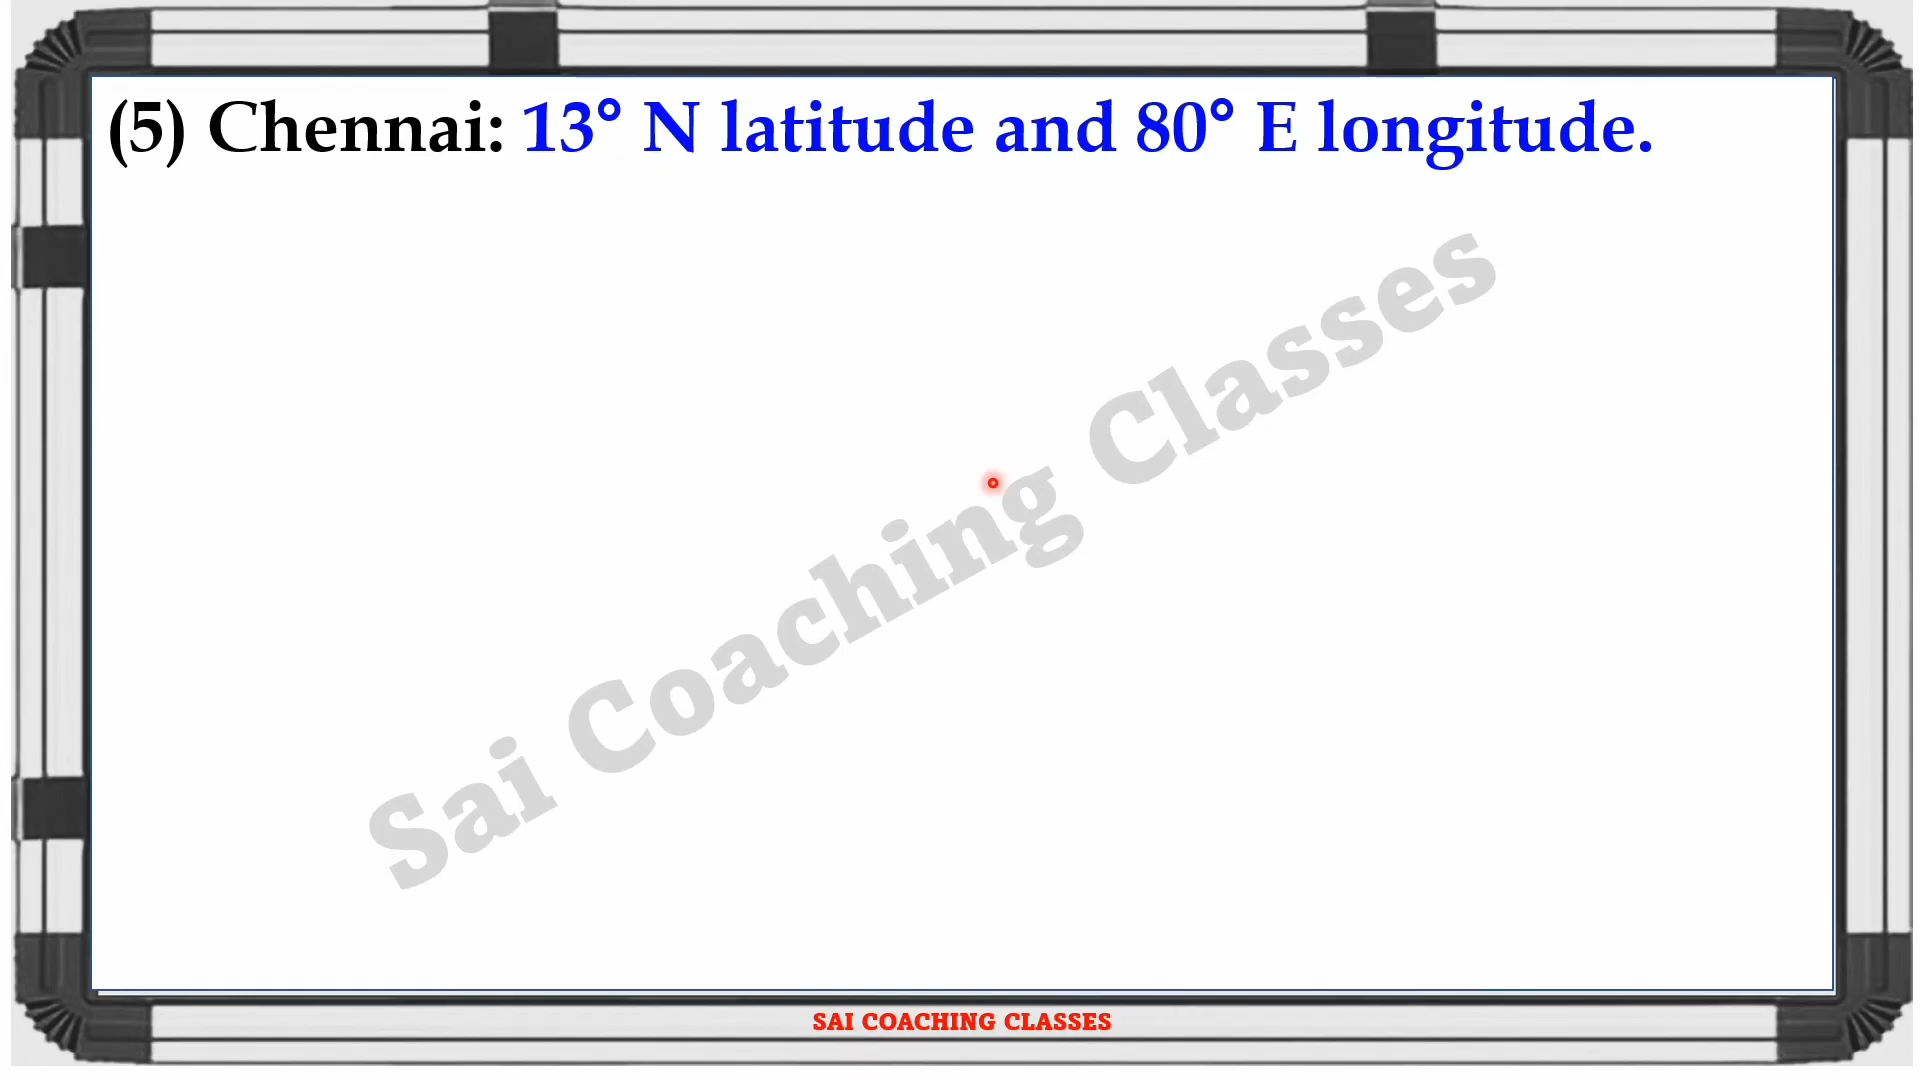 (5) Chennai: 13° N latitude and 80° E longitude.
Sai Coaching Classes
SAI COACHING CLASSES